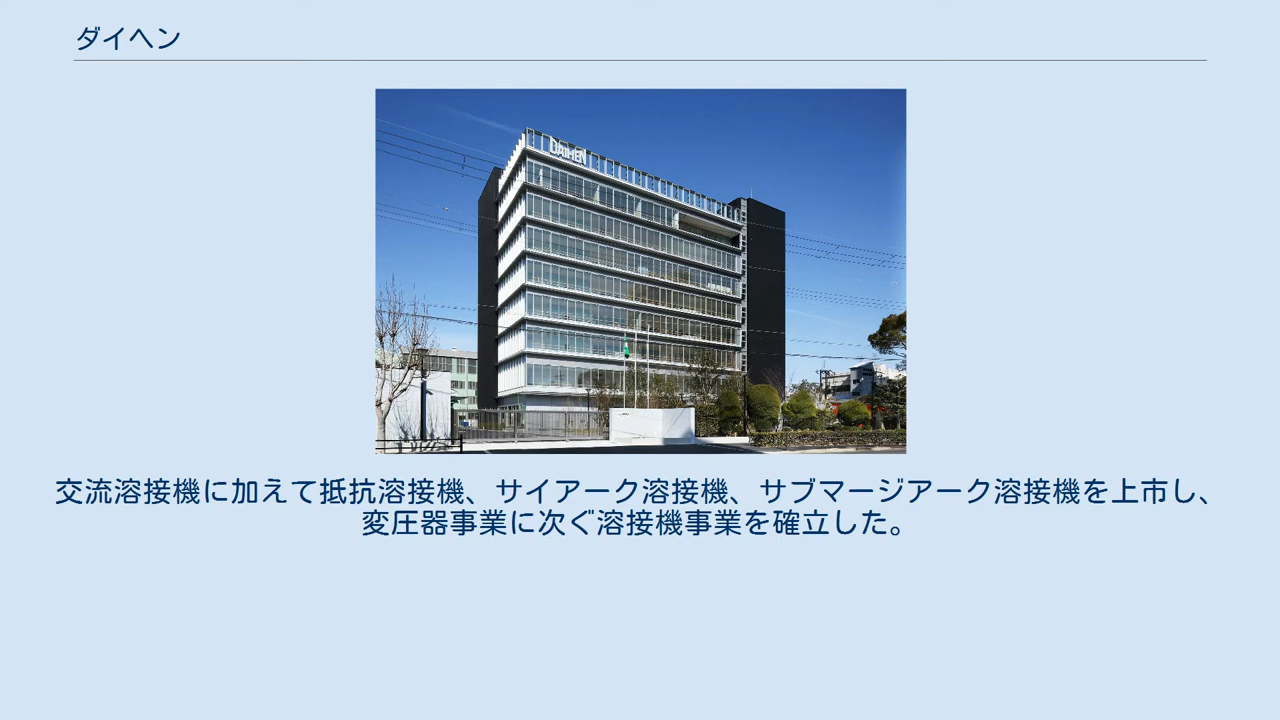 ダイヘン
DAIHEN
交流溶接機に加えて抵抗溶接機、サイアーク溶接機、サブマージアーク溶接機を上市し、
変圧器事業に次ぐ溶接機事業を確立した。